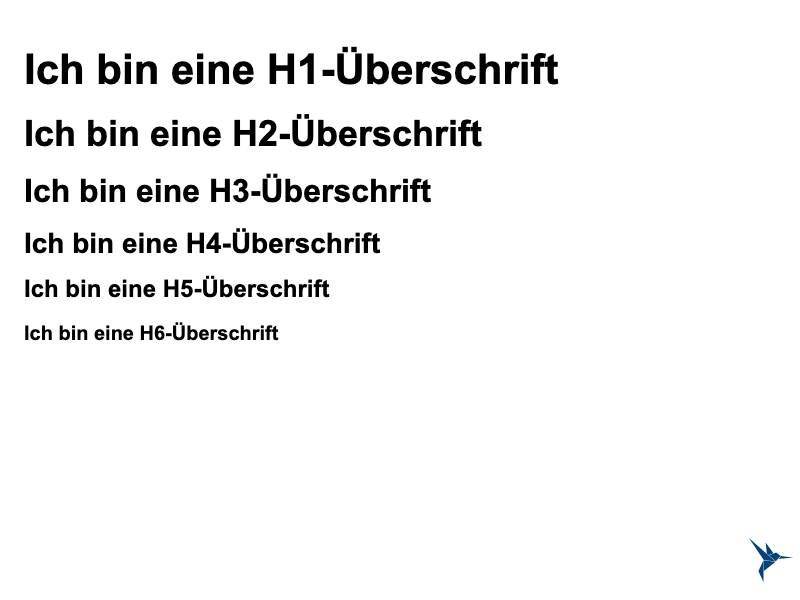 Ich bin eine H1-Überschrift
Ich bin eine H2-Überschrift
Ich bin eine H3-Überschrift
Ich bin eine H4-Überschrift
Ich bin eine H5-Überschrift
Ich bin eine H6-Überschrift